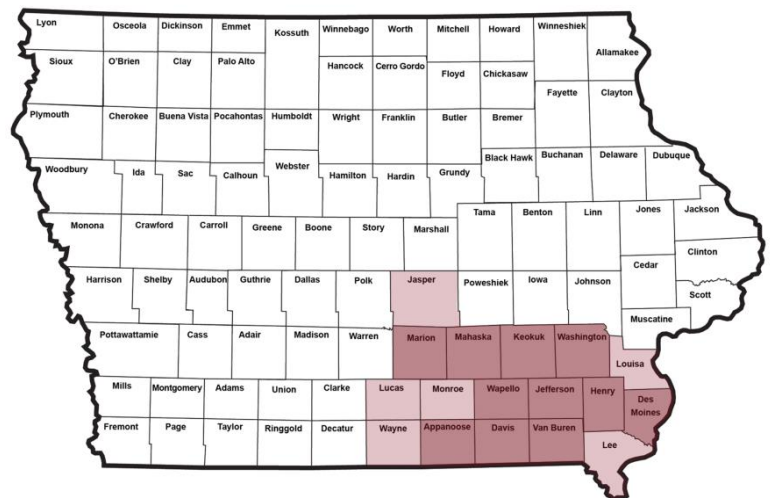 Lyon Osceola Dickinson Emmet Kossuth Winnebago Worth Mitchell Howard Winneshiek Allamakee
Sioux O'Brien Clay Palo Alto Hancock Cerro Gordo Floyd Chickasaw
Fayette Clayton
Plymouth Cherokee Buena Vista Pocahontas Humboldt Wright Franklin Butler Bremer
Woodbury Ida Sac Calhoun Webster Hamilton Hardin Grundy Black Hawk Buchanan Delaware Dubuque
Monona Crawford Carroll Greene Boone Story Marshall Tama Benton Linn Jones Jackson
Clinton
Harrison Shelby Audubon Guthrie Dallas Polk Jasper Poweshiek Iowa Johnson Cedar
Scott
Muscatine
Pottawattamie Cass Adair Madison Warren Marion Mahaska Keokuk Washington
Louisa
Mills Montgomery Adams Union Clarke Lucas Monroe Wapello Jefferson Henry Des
Moines
Fremont Page Taylor Ringgold Decatur Wayne Appanoose Davis Van Buren
Lee